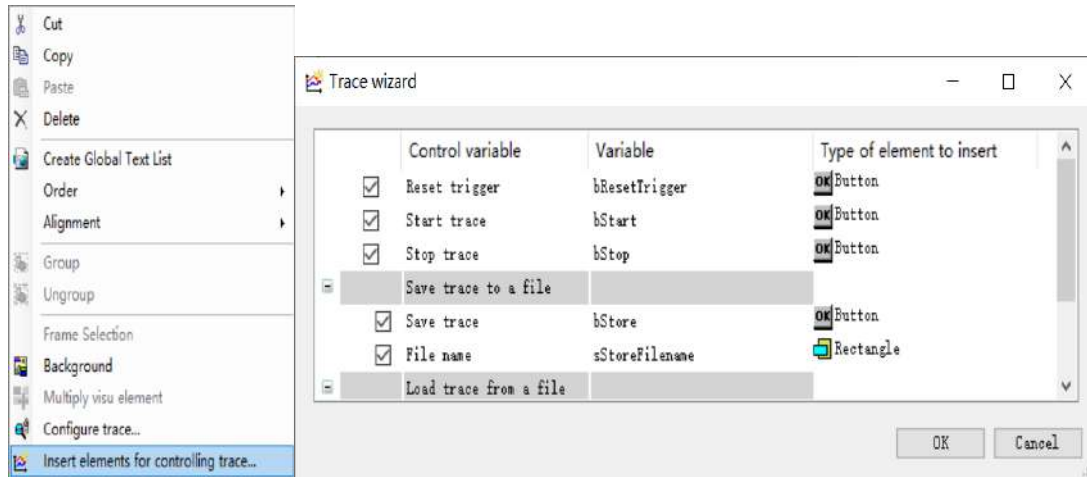 Cut
Copy
Paste
Delete
Create Global Text List
Order
Alignment
Group
Ungroup
Frame Selection
Background
Multiply visu element
Configure trace...
Insert elements for controlling trace...
Trace wizard
Control variable Variable Type of element to insert
Reset trigger bResetTrigger OK Button
Start trace bStart OK Button
Stop trace bStop OK Button
Save trace to a file
Save trace bStore OK Button
File name sStoreFilename Rectangle
Load trace from a file
OK Cancel